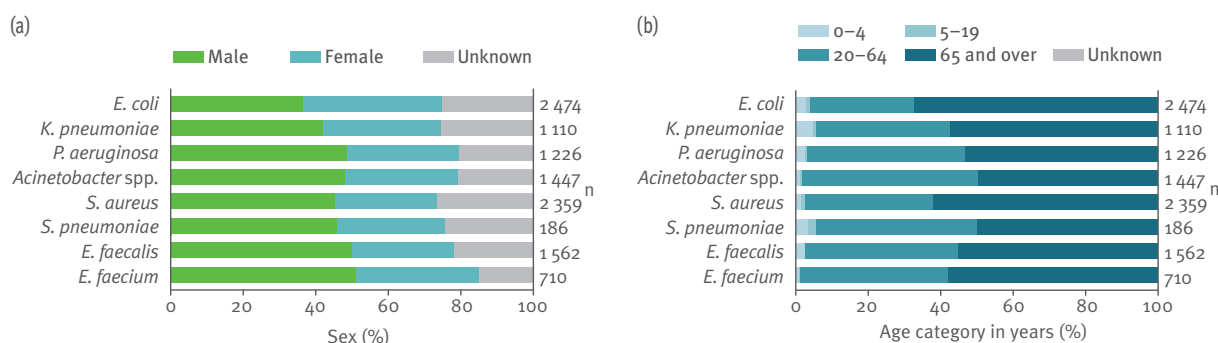 (a)
Male Female Unknown
E. coli 2 474
K. pneumoniae 1 110
P. aeruginosa 1 226
Acinetobacter spp. 1 447
n
S. aureus 2 359
S. pneumoniae 186
E. faecalis 1 562
E. faecium 710
0 20 40 60 80 100
Sex (%)
(b)
0–4 5–19
20–64 65 and over Unknown
E. coli 2 474
K. pneumoniae 1 110
P. aeruginosa 1 226
Acinetobacter spp. 1 447
n
S. aureus 2 359
S. pneumoniae 186
E. faecalis 1 562
E. faecium 710
0 20 40 60 80 100
Age category in years (%)